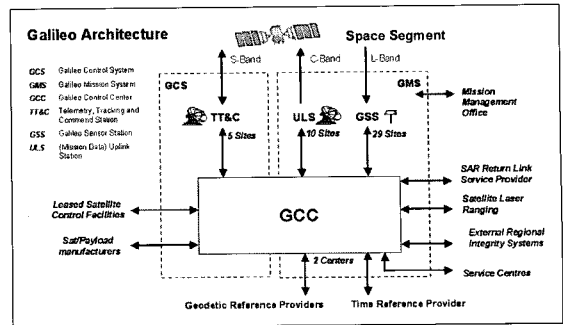 Galileo Architecture
Space Segment
S-Band
C-Band
L-Band
GCS Galileo Control System
GMS Galileo Mission System
GCC Galileo Control Center
TT&C Telemetry, Tracking and
Command Station
GSS Galileo Sensor Station
ULS (Mission Data) Uplink
Station
GCS
GMS
TT&C
5 Sites
ULS
10 Sites
GSS
29 Sites
Mission
Management
Office
GCC
2 Centers
Leased Satellite
Control Facilities
Sat/Payload
manufacturers
SAR Return Link
Service Provider
Satellite Laser
Ranging
External Regional
Integrity Systems
Service Centres
Geodetic Reference Providers
Time Reference Provider